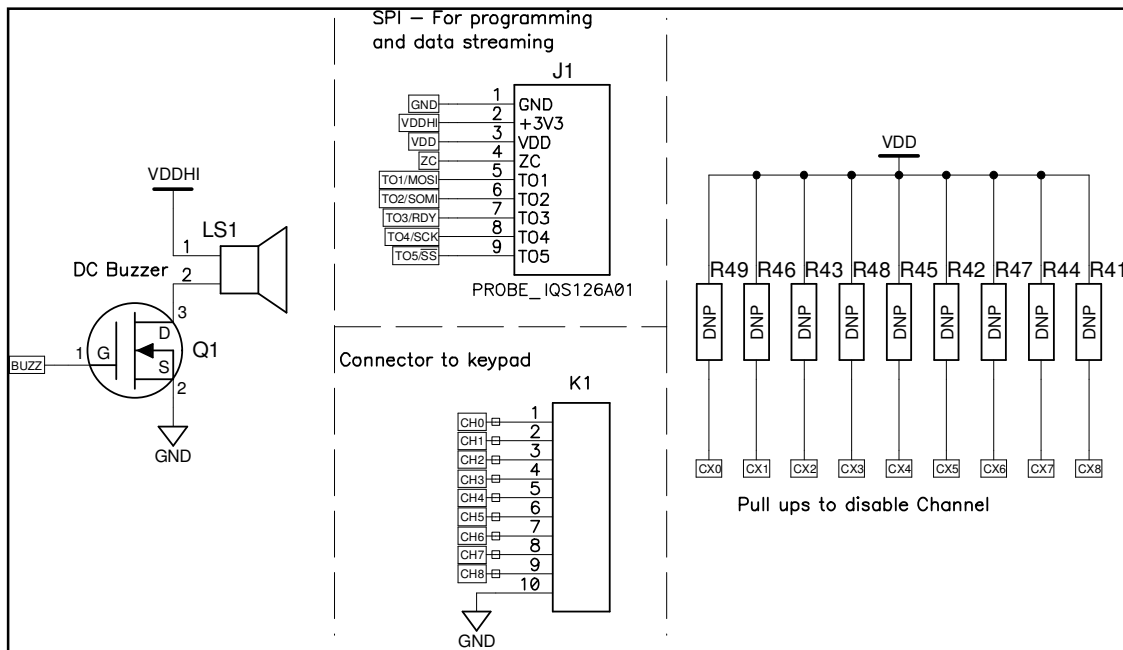 SPI – For programming
and data streaming
J1
GND 1 GND
VDDHI 2 +3V3
VDD 3 VDD
ZC 4 ZC
TO1/MOSI 5 TO1
TO2/SOMI 6 TO2
TO3/RDY 7 TO3
TO4/SCK 8 TO4
TO5/SS 9 TO5
PROBE_IQS126A01
VDDHI
LS1
1
DC Buzzer 2
3
D
BUZZ 1 G Q1
S
2
GND
Connector to keypad
K1
CH0 1
CH1 2
CH2 3
CH3 4
CH4 5
CH5 6
CH6 7
CH7 8
CH8 9
10
GND
VDD
R49 R46 R43 R48 R45 R42 R47 R44 R41
DNP DNP DNP DNP DNP DNP DNP DNP DNP
CX0 CX1 CX2 CX3 CX4 CX5 CX6 CX7 CX8
Pull ups to disable Channel